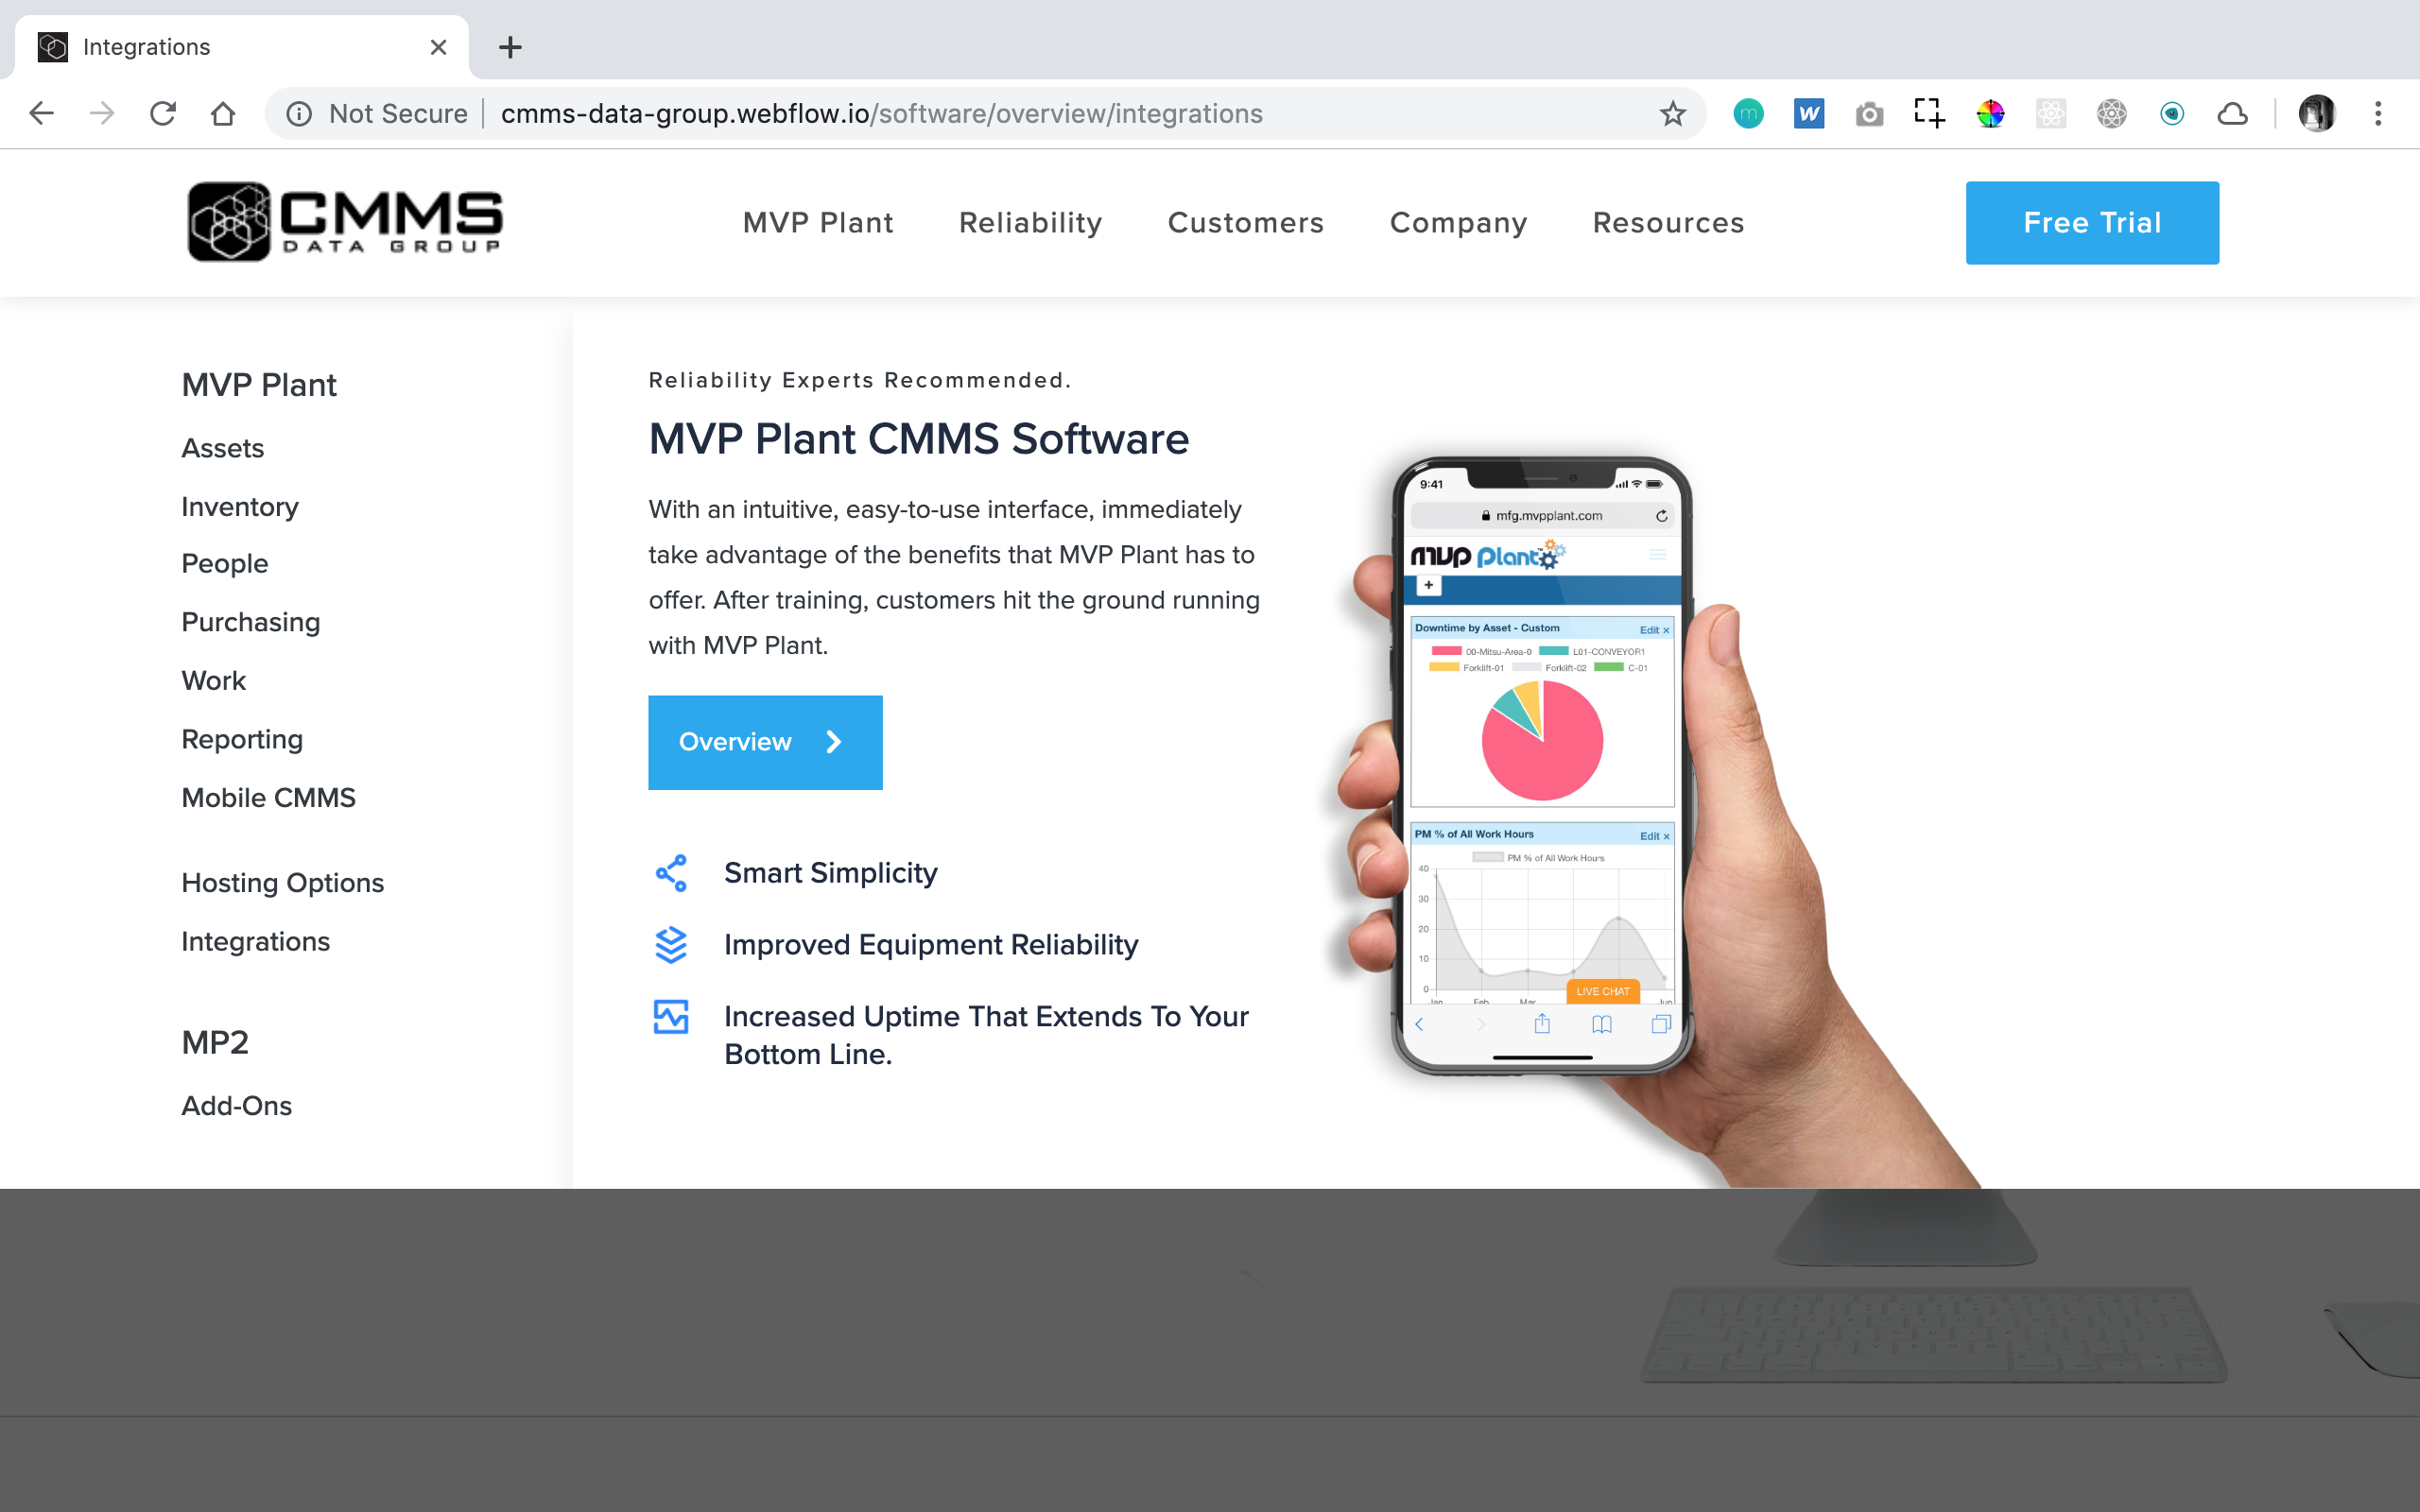 Integrations
Not Secure
cmms-data-group.webflow.io/software/overview/integrations
CMMS
DATA GROUP
MVP Plant
Reliability
Customers
Company
Resources
Free Trial
MVP Plant
Assets
Inventory
People
Purchasing
Work
Reporting
Mobile CMMS
Hosting Options
Integrations
MP2
Add-Ons
Reliability Experts Recommended.
MVP Plant CMMS Software
With an intuitive, easy-to-use interface, immediately
take advantage of the benefits that MVP Plant has to
offer. After training, customers hit the ground running
with MVP Plant.
Overview
Smart Simplicity
Improved Equipment Reliability
Increased Uptime That Extends To Your
Bottom Line.
9:41
mfg.mvpplant.com
MVP Plant
Downtime by Asset - Custom
Edit ×
00-Mitsu-Area-0
L01-CONVEYOR1
Forklift-01
Forklift-02
C-01
PM % of All Work Hours
Edit ×
PM % of All Work Hours
40
30
20
10
0
Jan
Feb
Mar
Jun
LIVE CHAT